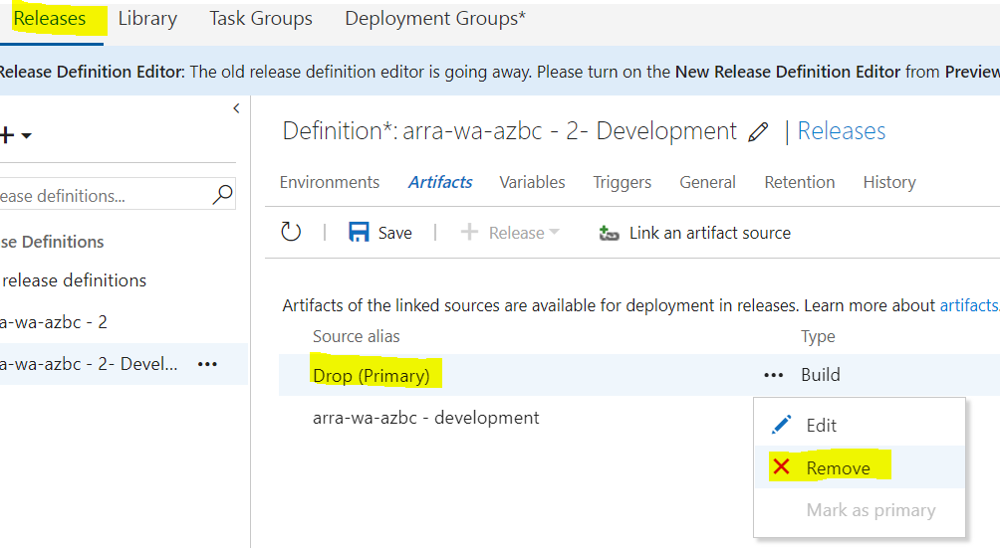 Releases Library Task Groups Deployment Groups*
Release Definition Editor: The old release definition editor is going away. Please turn on the New Release Definition Editor from Preview
Definition*: arra-wa-azbc - 2- Development | Releases
ease definitions...
Environments Artifacts Variables Triggers General Retention History
se Definitions
Save Release Link an artifact source
release definitions
Artifacts of the linked sources are available for deployment in releases. Learn more about artifacts.
a-wa-azbc - 2
Source alias Type
a-wa-azbc - 2- Devel... •••
Drop (Primary) ••• Build
arra-wa-azbc - development
Edit
Remove
Mark as primary